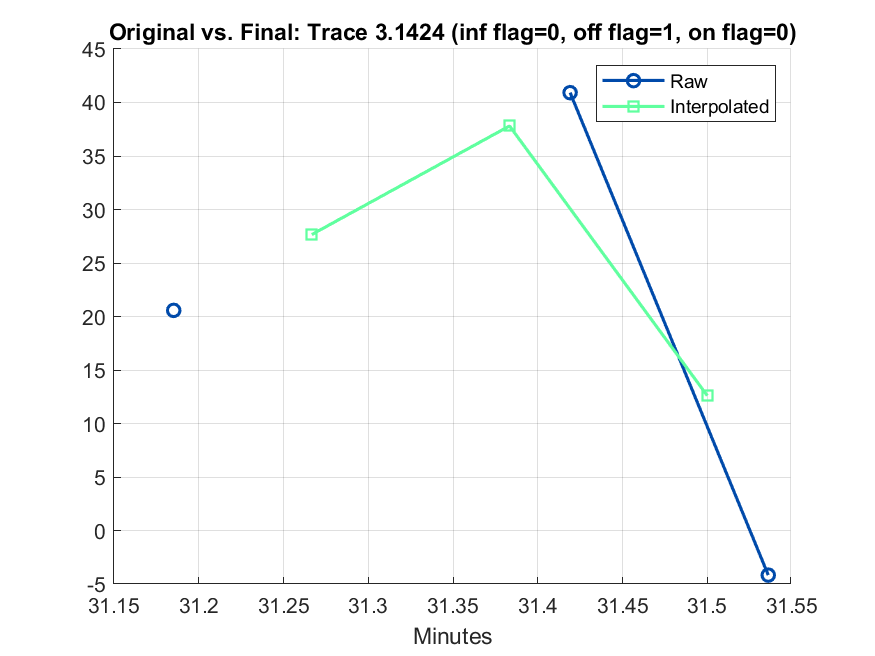 Original vs. Final: Trace 3.1424 (inf flag=0, off flag=1, on flag=0)
45
40
35
30
25
20
15
10
5
0
-5
Raw
Interpolated
31.15 31.2 31.25 31.3 31.35 31.4 31.45 31.5 31.55
Minutes